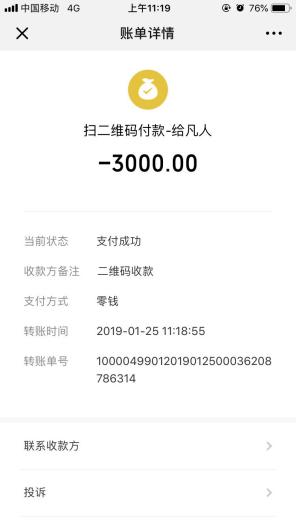 中国移动 4G 上午11:19 76%
账单详情
扫二维码付款-给凡人
-3000.00
当前状态 支付成功
收款方备注 二维码收款
支付方式 零钱
转账时间 2019-01-25 11:18:55
转账单号 10000499012019012500036208
786314
联系收款方
投诉